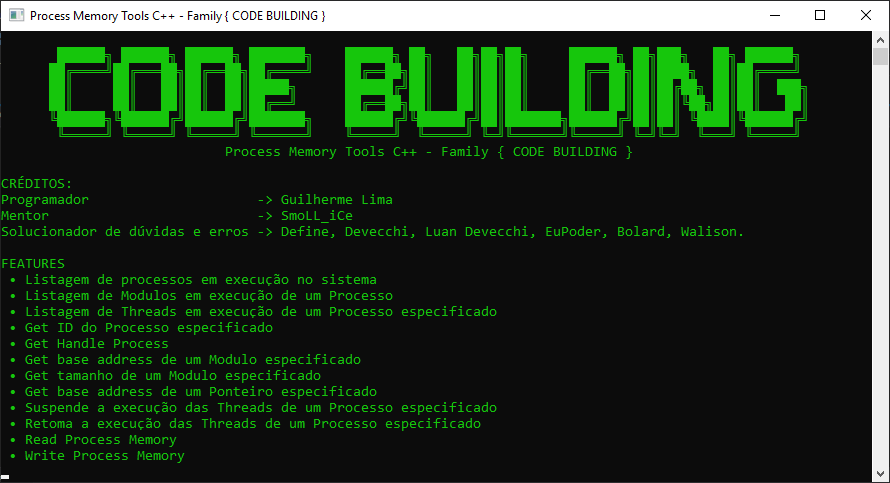 Process Memory Tools C++ - Family { CODE BUILDING }
CODE BUILDING
Process Memory Tools C++ - Family { CODE BUILDING }
CRÉDITOS:
Programador -> Guilherme Lima
Mentor -> SmoLL_iCe
Solucionador de dúvidas e erros -> Define, Devecchi, Luan Devecchi, EuPoder, Bolard, Walison.
FEATURES
• Listagem de processos em execução no sistema
• Listagem de Modulos em execução de um Processo
• Listagem de Threads em execução de um Processo especificado
• Get ID do Processo especificado
• Get Handle Process
• Get base address de um Modulo especificado
• Get tamanho de um Modulo especificado
• Get base address de um Ponteiro especificado
• Suspende a execução das Threads de um Processo especificado
• Retoma a execução das Threads de um Processo especificado
• Read Process Memory
• Write Process Memory